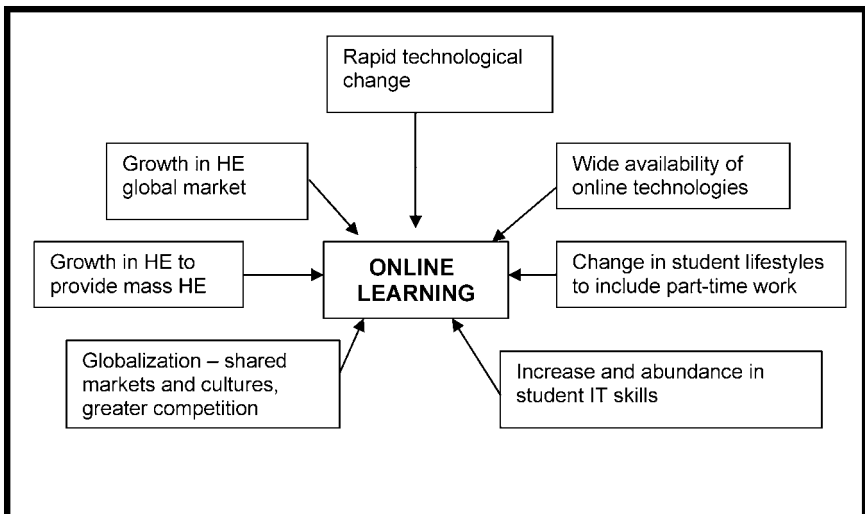 Rapid technological
change
Growth in HE
global market
Wide availability of
online technologies
Growth in HE to
provide mass HE
ONLINE
LEARNING
Change in student lifestyles
to include part-time work
Globalization – shared
markets and cultures,
greater competition
Increase and abundance in
student IT skills